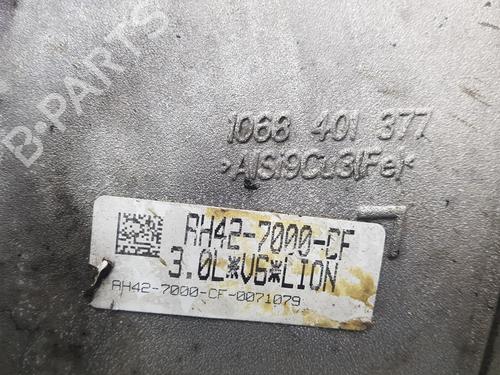 B-PARTS
1068 401 377
>AlSi9Cu3(Fe)<
AH42-7000-CF
3.0L*V6*LION
AH42-7000-CF-0071079